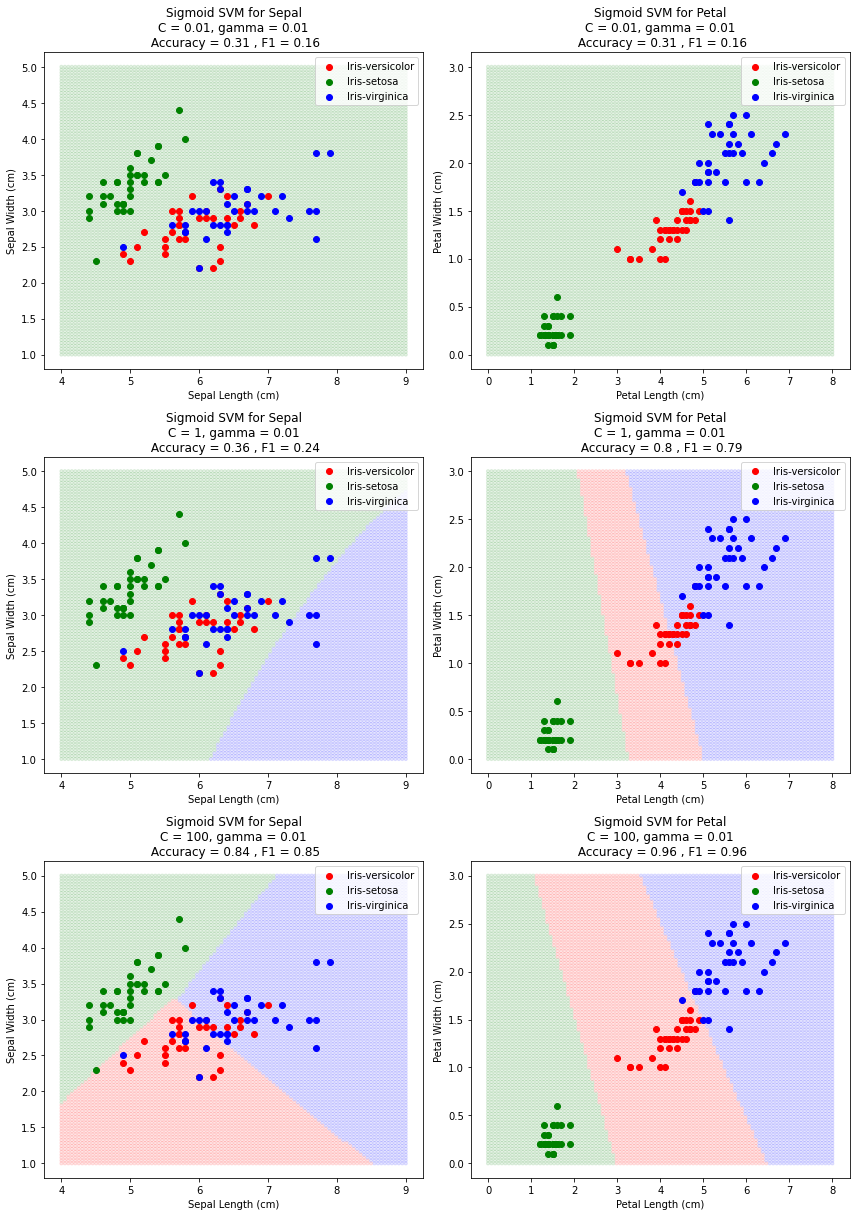 Sigmoid SVM for Sepal
C = 0.01, gamma = 0.01
Accuracy = 0.31 , F1 = 0.16
5.0
4.5
4.0
3.5
3.0
2.5
2.0
1.5
1.0
Sepal Width (cm)
4 5 6 7 8 9
Sepal Length (cm)
Iris-versicolor
Iris-setosa
Iris-virginica
Sigmoid SVM for Petal
C = 0.01, gamma = 0.01
Accuracy = 0.31 , F1 = 0.16
3.0
2.5
2.0
1.5
1.0
0.5
0.0
Petal Width (cm)
0 1 2 3 4 5 6 7 8
Petal Length (cm)
Iris-versicolor
Iris-setosa
Iris-virginica
Sigmoid SVM for Sepal
C = 1, gamma = 0.01
Accuracy = 0.36 , F1 = 0.24
5.0
4.5
4.0
3.5
3.0
2.5
2.0
1.5
1.0
Sepal Width (cm)
4 5 6 7 8 9
Sepal Length (cm)
Iris-versicolor
Iris-setosa
Iris-virginica
Sigmoid SVM for Petal
C = 1, gamma = 0.01
Accuracy = 0.8 , F1 = 0.79
3.0
2.5
2.0
1.5
1.0
0.5
0.0
Petal Width (cm)
0 1 2 3 4 5 6 7 8
Petal Length (cm)
Iris-versicolor
Iris-setosa
Iris-virginica
Sigmoid SVM for Sepal
C = 100, gamma = 0.01
Accuracy = 0.84 , F1 = 0.85
5.0
4.5
4.0
3.5
3.0
2.5
2.0
1.5
1.0
Sepal Width (cm)
4 5 6 7 8 9
Sepal Length (cm)
Iris-versicolor
Iris-setosa
Iris-virginica
Sigmoid SVM for Petal
C = 100, gamma = 0.01
Accuracy = 0.96 , F1 = 0.96
3.0
2.5
2.0
1.5
1.0
0.5
0.0
Petal Width (cm)
0 1 2 3 4 5 6 7 8
Petal Length (cm)
Iris-versicolor
Iris-setosa
Iris-virginica